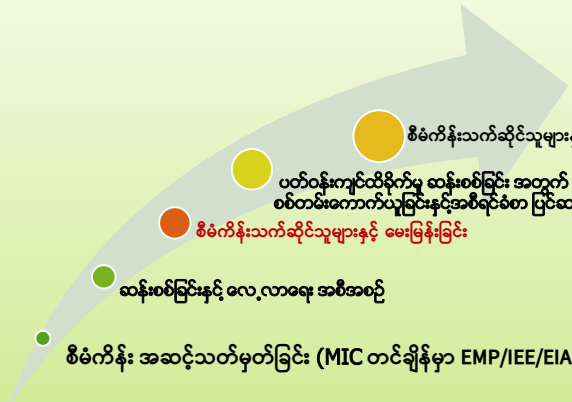 စီမံကိန်းသက်ဆိုင်သူများ
ပတ်ဝန်းကျင်ထိခိုက်မှု ဆန်းစစ်ခြင်း အတွက်
စစ်တမ်းကောက်ယူခြင်းနှင့်အစီရင်ခံစာ ပြင်ဆ
စီမံကိန်းသက်ဆိုင်သူများနှင့် မေးမြန်းခြင်း
ဆန်းစစ်ခြင်းနှင့် လေ့လာရေး အစီအစဉ်
စီမံကိန်း အဆင့်သတ်မှတ်ခြင်း (MIC တင်ချိန်မှာ EMP/IEE/EIA